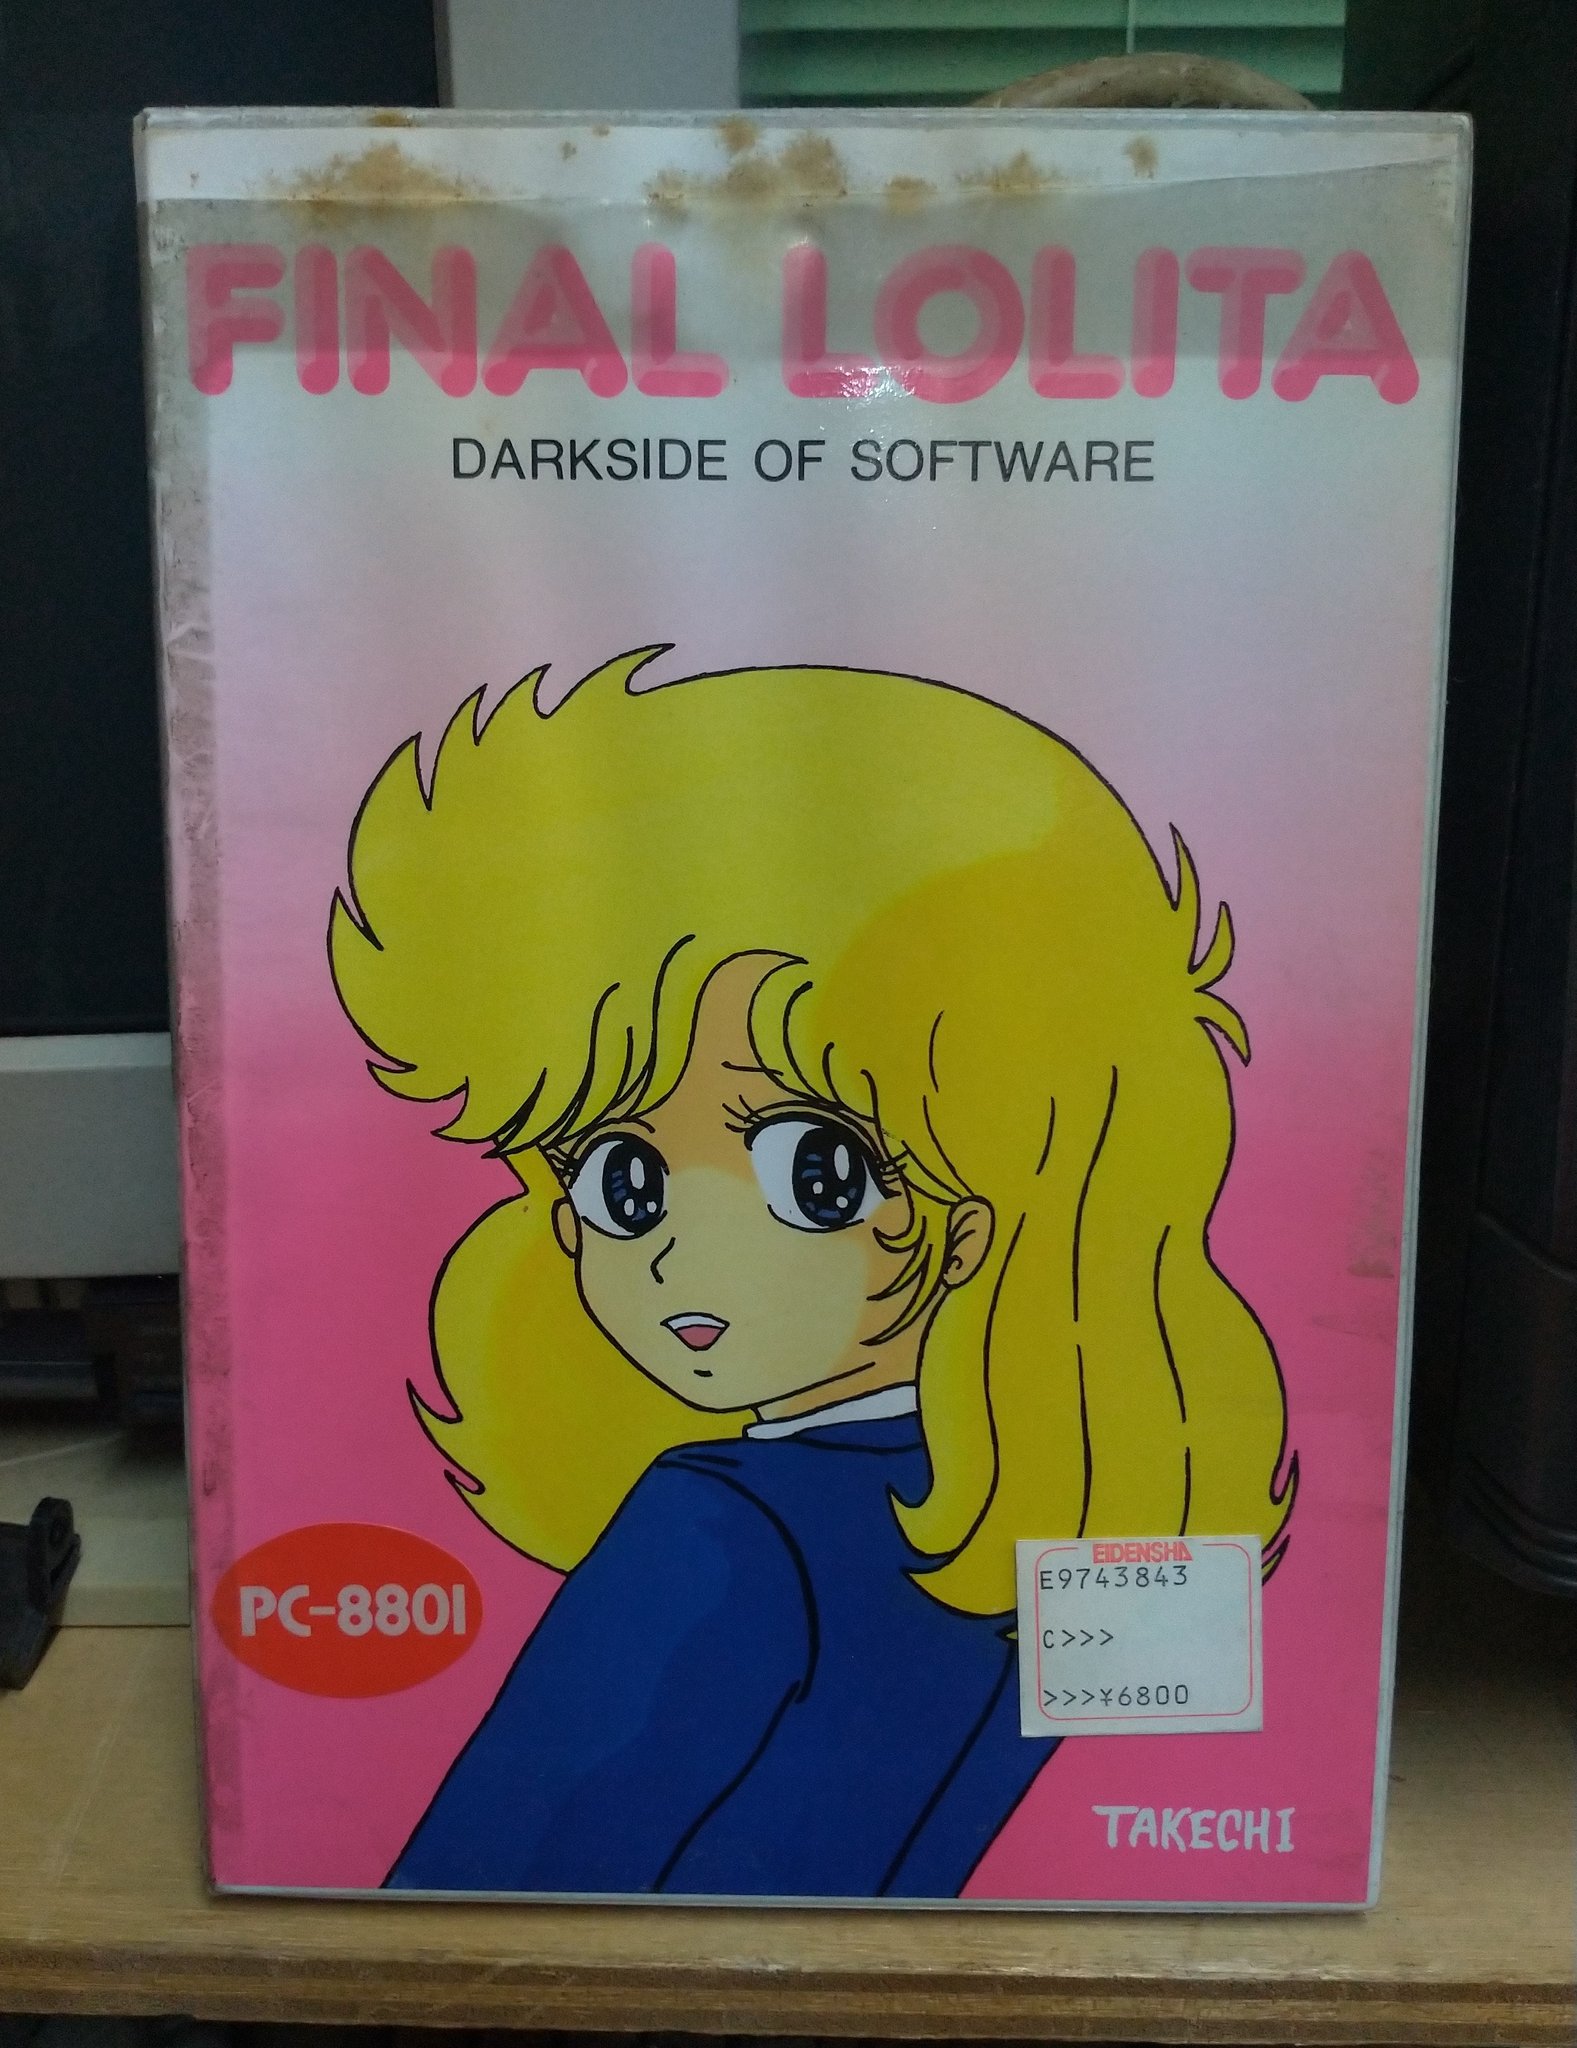 FINAL LOLITA
DARKSIDE OF SOFTWARE
PC-8801
EIDENSHA
E9743843
C>>>
>>>¥6800
TAKECHI